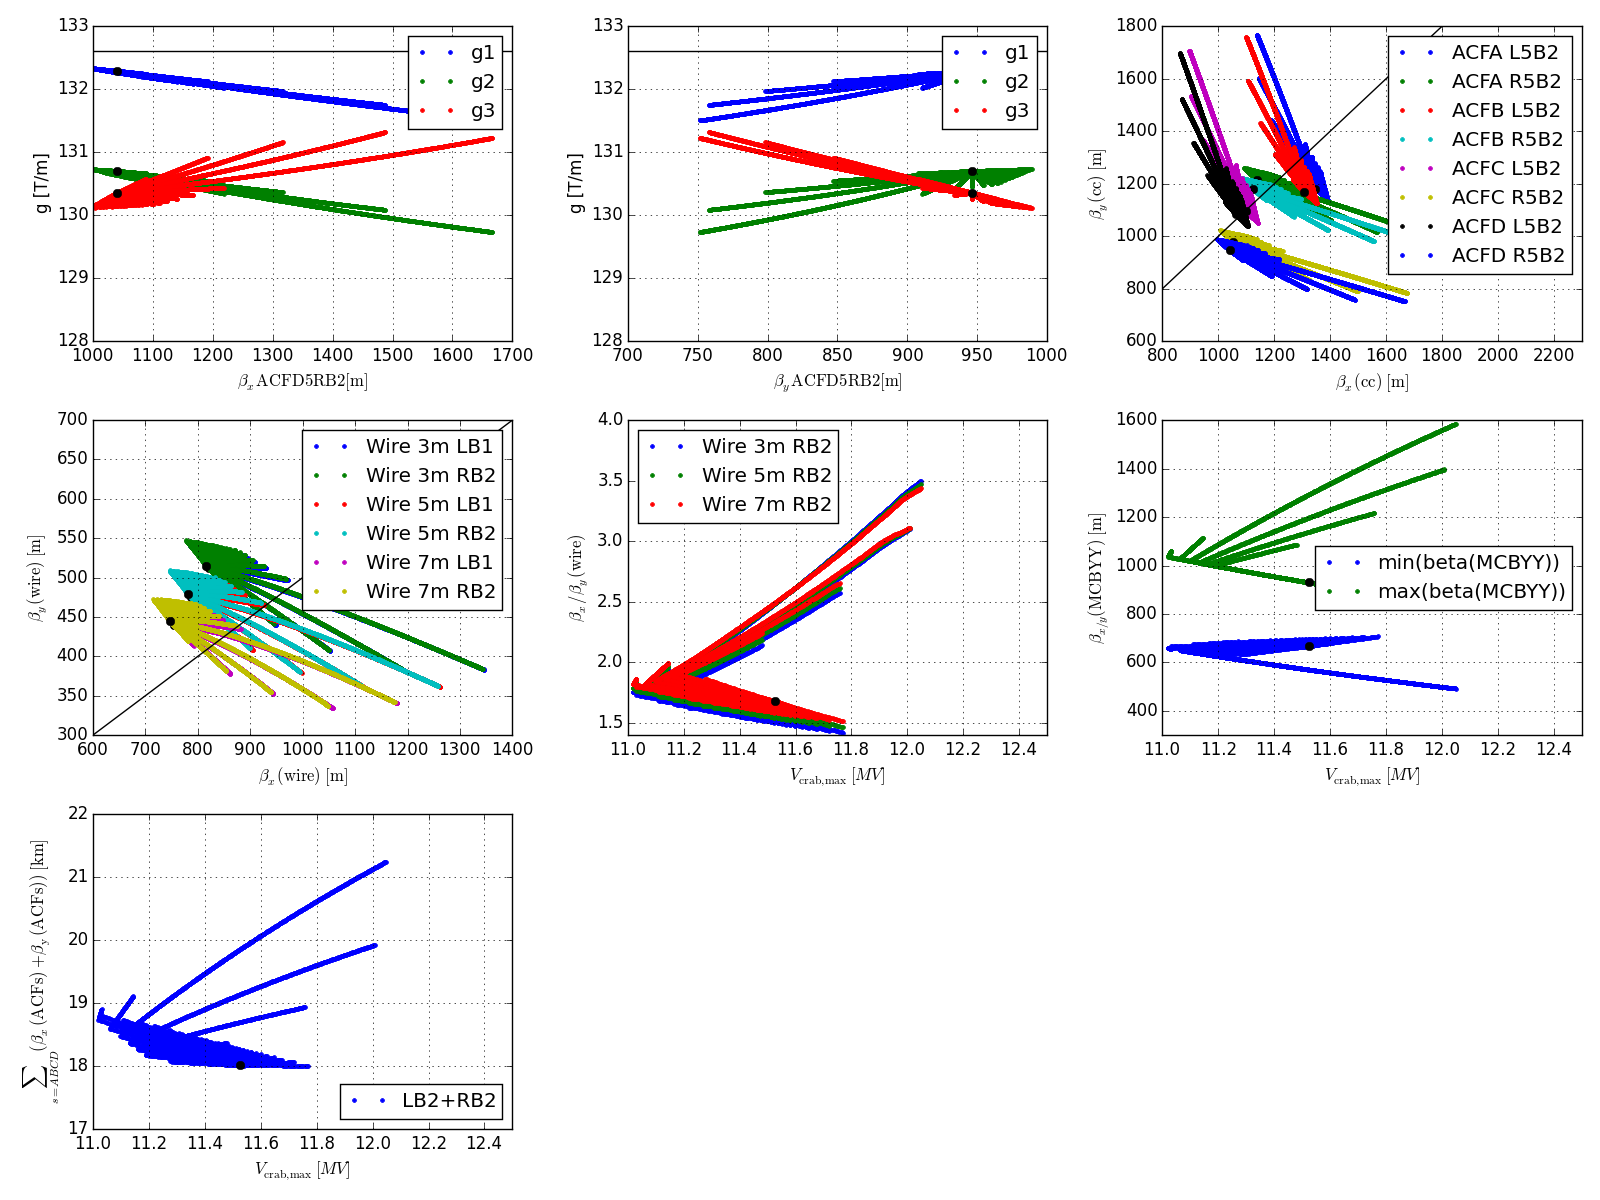 133
132
131
130
129
128
g [T/m]
1000 1100 1200 1300 1400 1500 1600 1700
βx ACFD5RB2[m]
g1
g2
g3
133
132
131
130
129
128
g [T/m]
700 750 800 850 900 950 1000
βy ACFD5RB2[m]
g1
g2
g3
1800
1600
1400
1200
1000
800
600
βy (cc) [m]
800 1000 1200 1400 1600 1800 2000 2200
βx (cc) [m]
ACFA L5B2
ACFA R5B2
ACFB L5B2
ACFB R5B2
ACFC L5B2
ACFC R5B2
ACFD L5B2
ACFD R5B2
700
650
600
550
500
450
400
350
300
βy (wire) [m]
600 700 800 900 1000 1100 1200 1300 1400
βx (wire) [m]
Wire 3m LB1
Wire 3m RB2
Wire 5m LB1
Wire 5m RB2
Wire 7m LB1
Wire 7m RB2
4.0
3.5
3.0
2.5
2.0
1.5
βx/βy (wire)
11.0 11.2 11.4 11.6 11.8 12.0 12.2 12.4
Vcrab,max [MV]
Wire 3m RB2
Wire 5m RB2
Wire 7m RB2
1600
1400
1200
1000
800
600
400
βx/y(MCBYY) [m]
11.0 11.2 11.4 11.6 11.8 12.0 12.2 12.4
Vcrab,max [MV]
min(beta(MCBYY))
max(beta(MCBYY))
22
21
20
19
18
17
∑s=ABCD (βx (ACFs) +βy (ACFs)) [km]
11.0 11.2 11.4 11.6 11.8 12.0 12.2 12.4
Vcrab,max [MV]
LB2+RB2